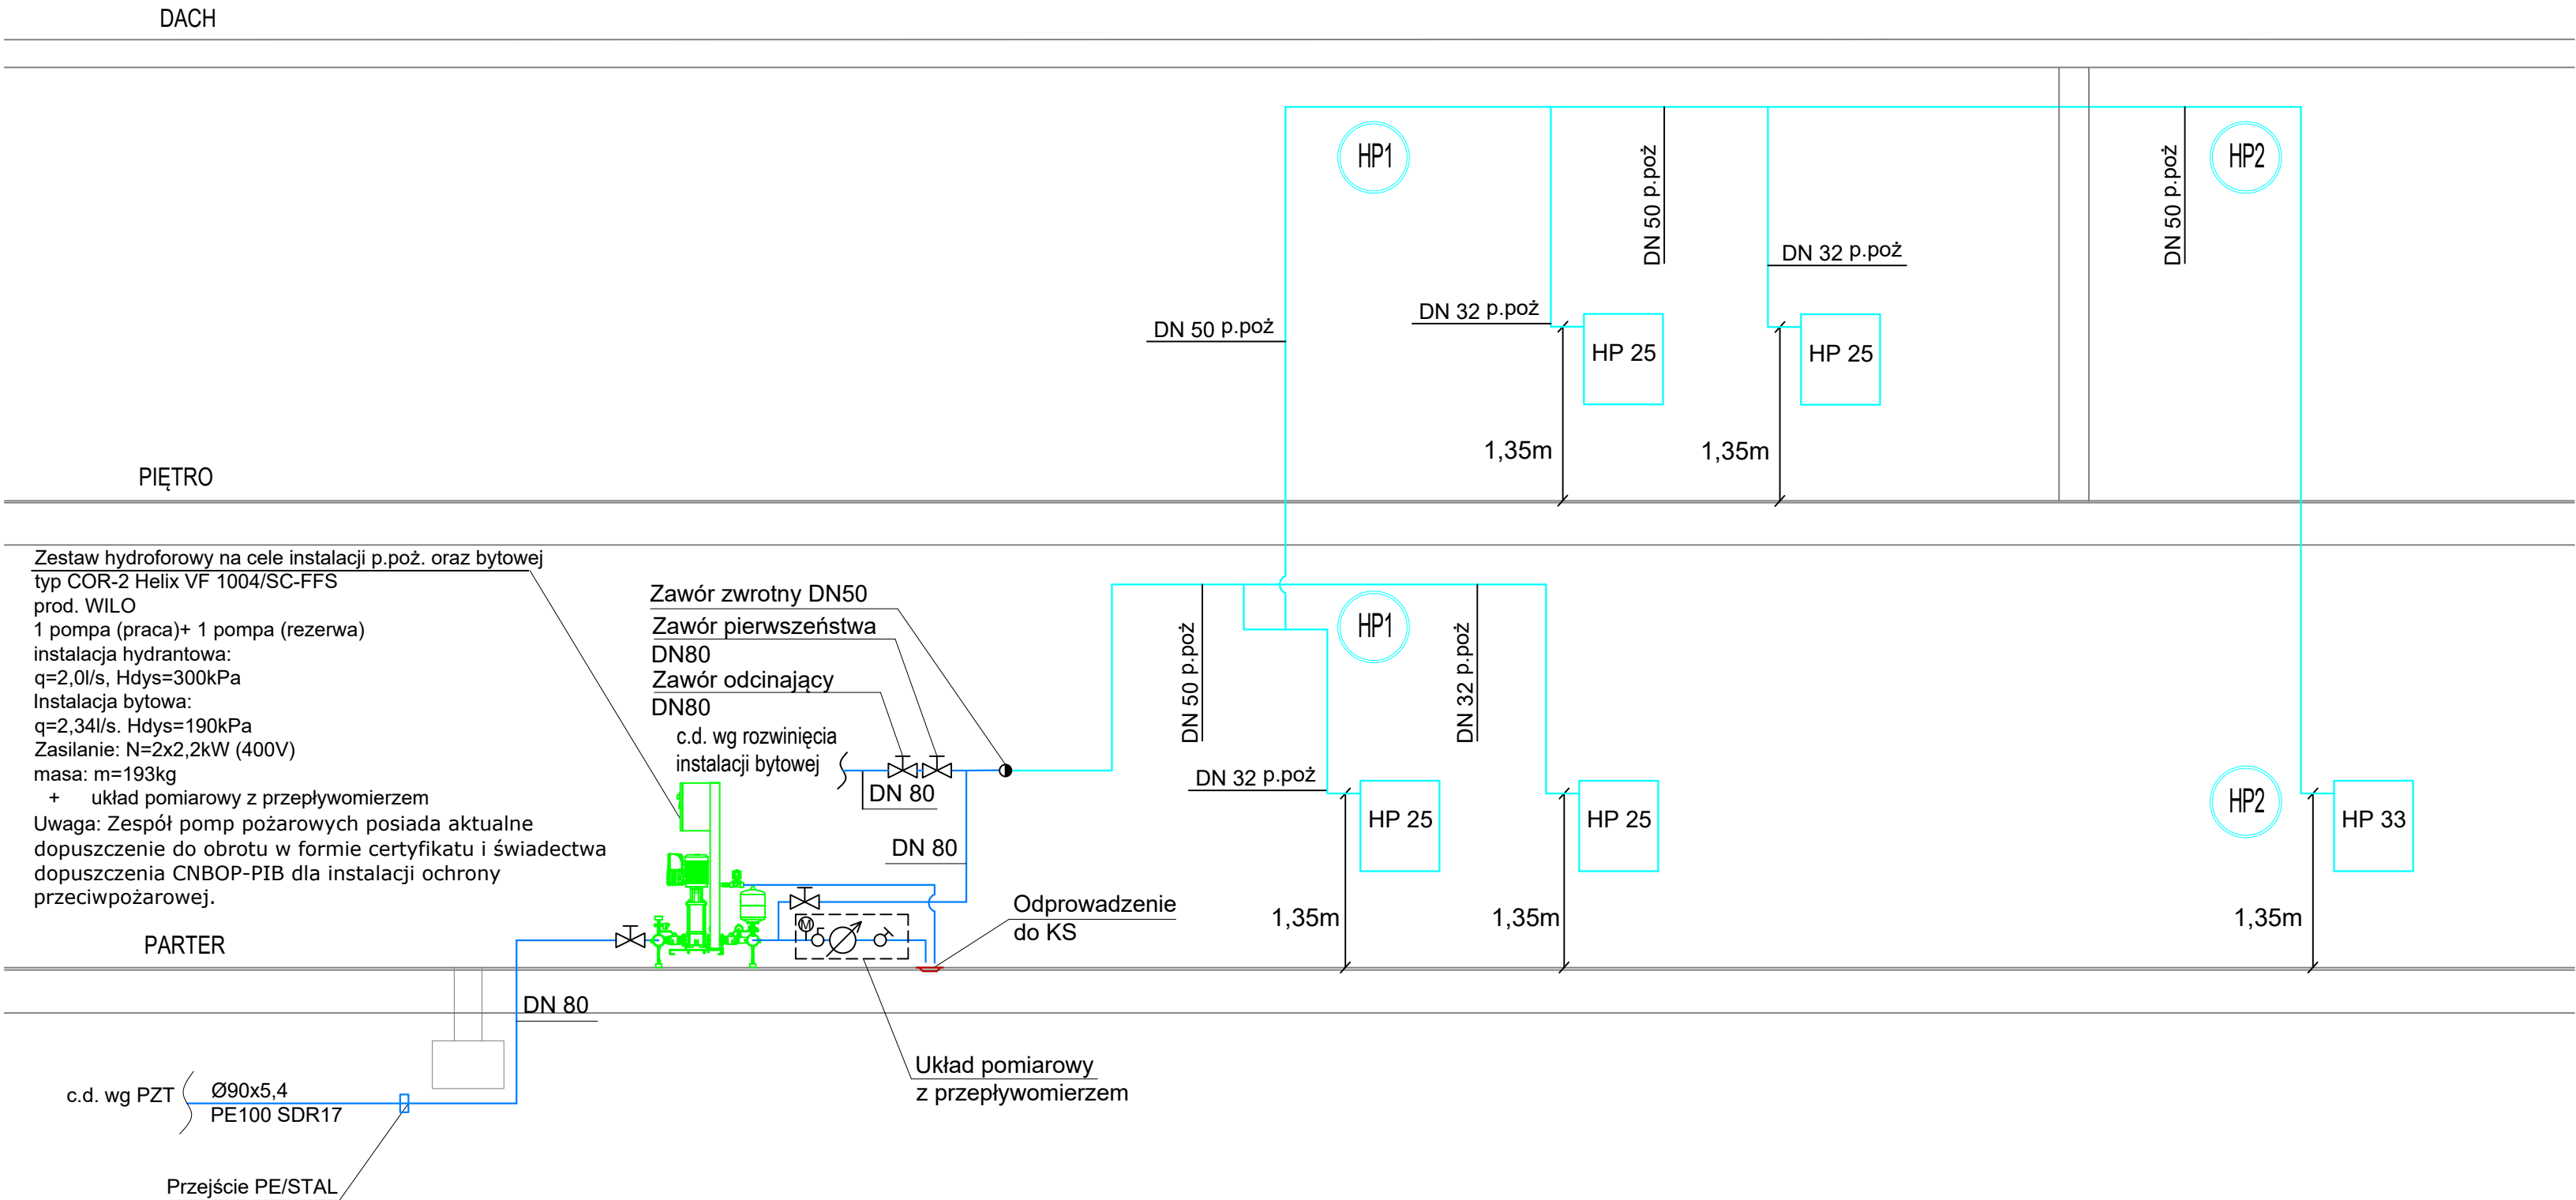 DACH
HP1
DN 50 p.poż
DN 50 p.poż
HP2
DN 32 p.poż
DN 32 p.poż
DN 50 p.poż
HP 25
HP 25
1,35m
1,35m
PIĘTRO
Zestaw hydroforowy na cele instalacji p.poż. oraz bytowej
typ COR-2 Helix VF 1004/SC-FFS
prod. WILO
1 pompa (praca)+ 1 pompa (rezerwa)
instalacja hydrantowa:
q=2,0l/s, Hdys=300kPa
Instalacja bytowa:
q=2,34l/s. Hdys=190kPa
Zasilanie: N=2x2,2kW (400V)
masa: m=193kg
+ układ pomiarowy z przepływomierzem
Uwaga: Zespół pomp pożarowych posiada aktualne
dopuszczenie do obrotu w formie certyfikatu i świadectwa
dopuszczenia CNBOP-PIB dla instalacji ochrony
przeciwpożarowej.
Zawór zwrotny DN50
Zawór pierwszeństwa
DN80
Zawór odcinający
DN80
c.d. wg rozwinięcia
instalacji bytowej
DN 80
DN 80
HP1
DN 50 p.poż
DN 32 p.poż
DN 32 p.poż
HP 25
HP 25
HP2
HP 33
1,35m
1,35m
1,35m
M
Odprowadzenie
do KS
PARTER
DN 80
Układ pomiarowy
z przepływomierzem
c.d. wg PZT
Ø90x5,4
PE100 SDR17
Przejście PE/STAL